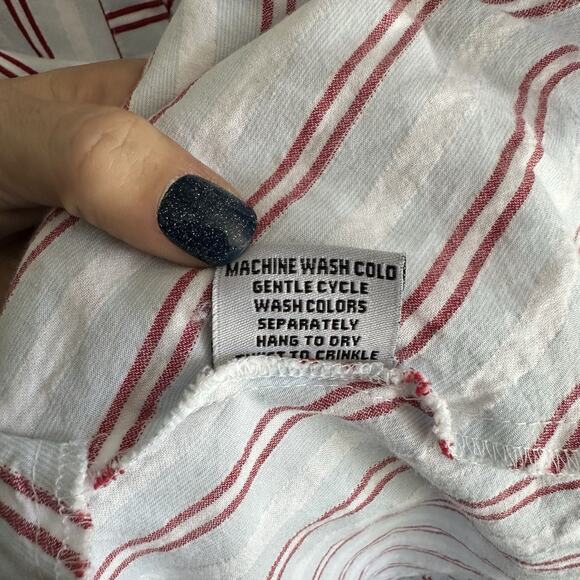 MACHINE WASH COLD
GENTLE CYCLE
WASH COLORS
SEPARATELY
HANG TO DRY
TWIST TO CRINKLE